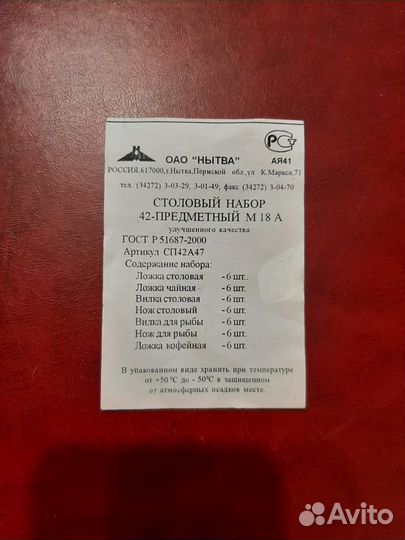 ОАО "НЫТВА"
АЯ41
РОССИЯ.617000,г.Нытва,Пермской обл.,ул К.Маркса,71
тел. (34272) 3-03-29, 3-01-49; факс (34272) 3-04-70
СТОЛОВЫЙ НАБОР
42-ПРЕДМЕТНЫЙ М 18 А
улучшенного качества
ГОСТ Р 51687-2000
Артикул СП42А47
Содержание набора:
Ложка столовая - 6 шт..
Ложка чайная - 6 шт.
Вилка столовая - 6 шт.
Нож столовый - 6 шт.
Вилка для рыбы - 6 шт.
Нож для рыбы - 6 шт.
Ложка кофейная - 6 шт.
В упакованном виде хранить при температуре
от +50 °С до - 50°С в защищенном
от атмосферных осадков месте.
Avito